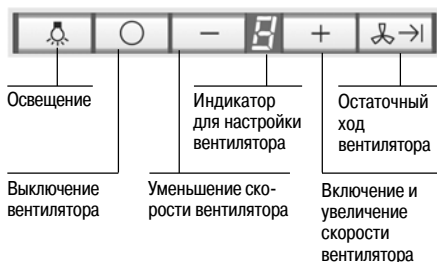 Освещение
Индикатор
для настройки
вентилятора
Остаточный
ход
вентилятора
Выключение
вентилятора
Уменьшение ско-
рости вентилятора
Включение и
увеличение
скорости
вентилятора